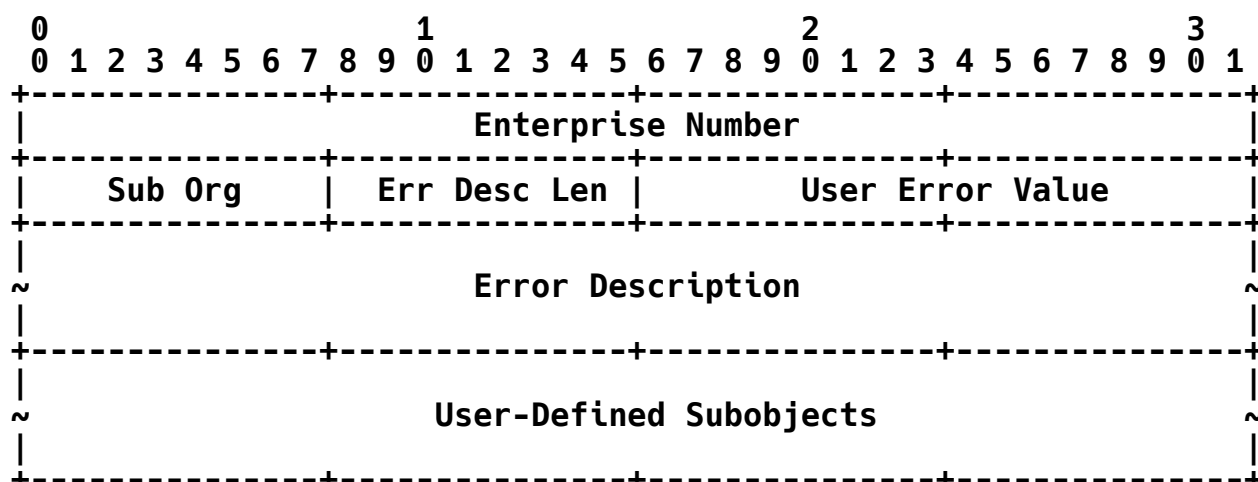 0                   1                   2                   3
 0 1 2 3 4 5 6 7 8 9 0 1 2 3 4 5 6 7 8 9 0 1 2 3 4 5 6 7 8 9 0 1
+---------------+---------------+---------------+---------------+
|                       Enterprise Number                       |
+---------------+---------------+---------------+---------------+
|    Sub Org    |  Err Desc Len |        User Error Value       |
+---------------+---------------+---------------+---------------+
|                                                               |
~                       Error Description                       ~
|                                                               |
+---------------+---------------+---------------+---------------+
|                                                               |
~                     User-Defined Subobjects                   ~
|                                                               |
+---------------+---------------+---------------+---------------+